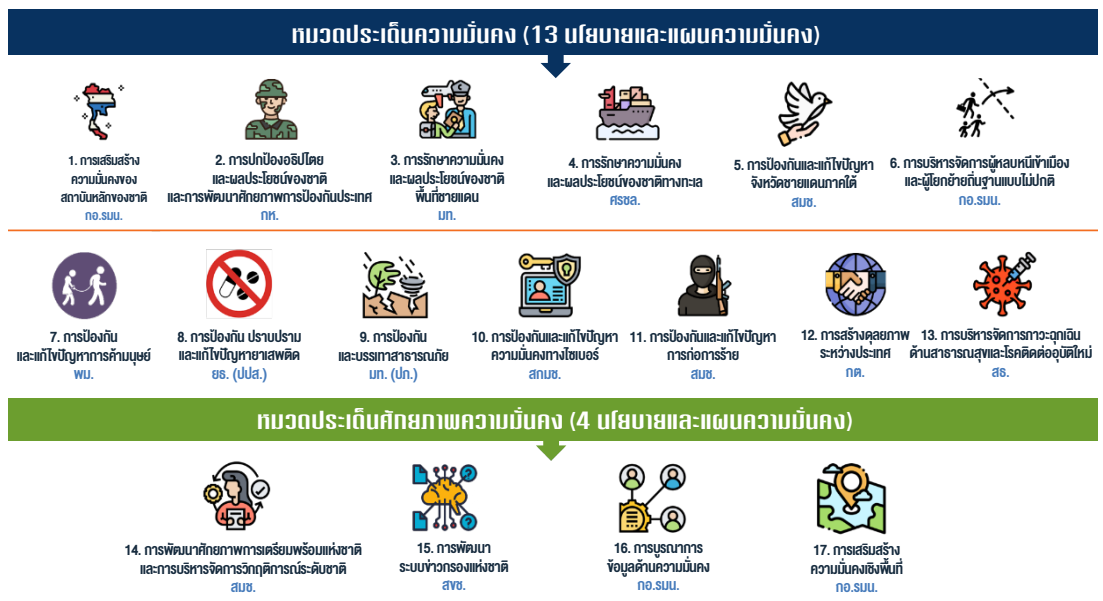 หมวดประเด็นความมั่นคง (13 นโยบายและแผนความมั่นคง)
1. การเสริมสร้าง
ความมั่นคงของ
สถาบันหลักของชาติ
กอ.รมน.
2. การปกป้องอธิปไตย
และผลประโยชน์ของชาติ
และการพัฒนาศักยภาพการป้องกันประเทศ
กห.
3. การรักษาความมั่นคง
และผลประโยชน์ของชาติ
พื้นที่ชายแดน
มท.
4. การรักษาความมั่นคง
และผลประโยชน์ของชาติทางทะเล
ศรชล.
5. การป้องกันและแก้ไขปัญหา
จังหวัดชายแดนภาคใต้
สมช.
6. การบริหารจัดการผู้หลบหนีเข้าเมือง
และผู้โยกย้ายถิ่นฐานแบบไม่ปกติ
กอ.รมน.
7. การป้องกัน
และแก้ไขปัญหาการค้ามนุษย์
พม.
8. การป้องกัน ปราบปราม
และแก้ไขปัญหายาเสพติด
ยธ. (ปปส.)
9. การป้องกัน
และบรรเทาสาธารณภัย
มท. (ปภ.)
10. การป้องกันและแก้ไขปัญหา
ความมั่นคงทางไซเบอร์
สกมช.
11. การป้องกันและแก้ไขปัญหา
การก่อการร้าย
สมช.
12. การสร้างดุลยภาพ
ระหว่างประเทศ
กต.
13. การบริหารจัดการภาวะฉุกเฉิน
ด้านสาธารณสุขและโรคติดต่ออุบัติใหม่
สธ.
หมวดประเด็นศักยภาพความมั่นคง (4 นโยบายและแผนความมั่นคง)
14. การพัฒนาศักยภาพการเตรียมพร้อมแห่งชาติ
และการบริหารจัดการวิกฤติการณ์ระดับชาติ
สมช.
15. การพัฒนา
ระบบข่าวกรองแห่งชาติ
สขช.
16. การบูรณาการ
ข้อมูลด้านความมั่นคง
กอ.รมน.
17. การเสริมสร้าง
ความมั่นคงเชิงพื้นที่
กอ.รมน.